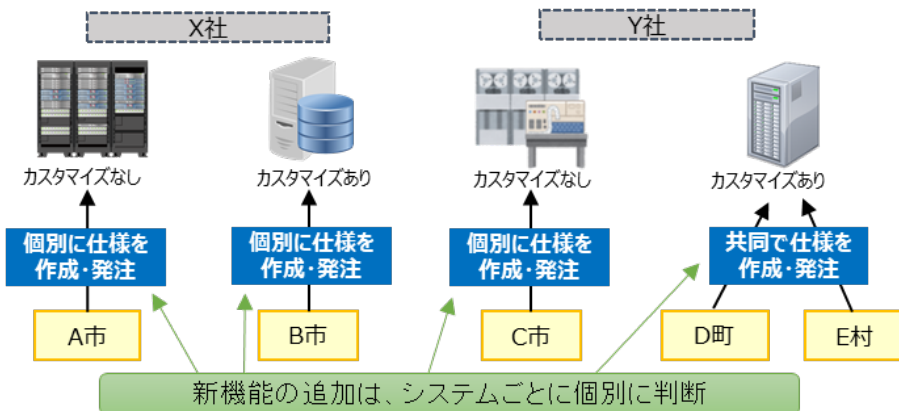 X社
Y社
カスタマイズなし
カスタマイズあり
カスタマイズなし
カスタマイズあり
個別に仕様を
作成・発注
個別に仕様を
作成・発注
個別に仕様を
作成・発注
共同で仕様を
作成・発注
A市
B市
C市
D町
E村
新機能の追加は、システムごとに個別に判断